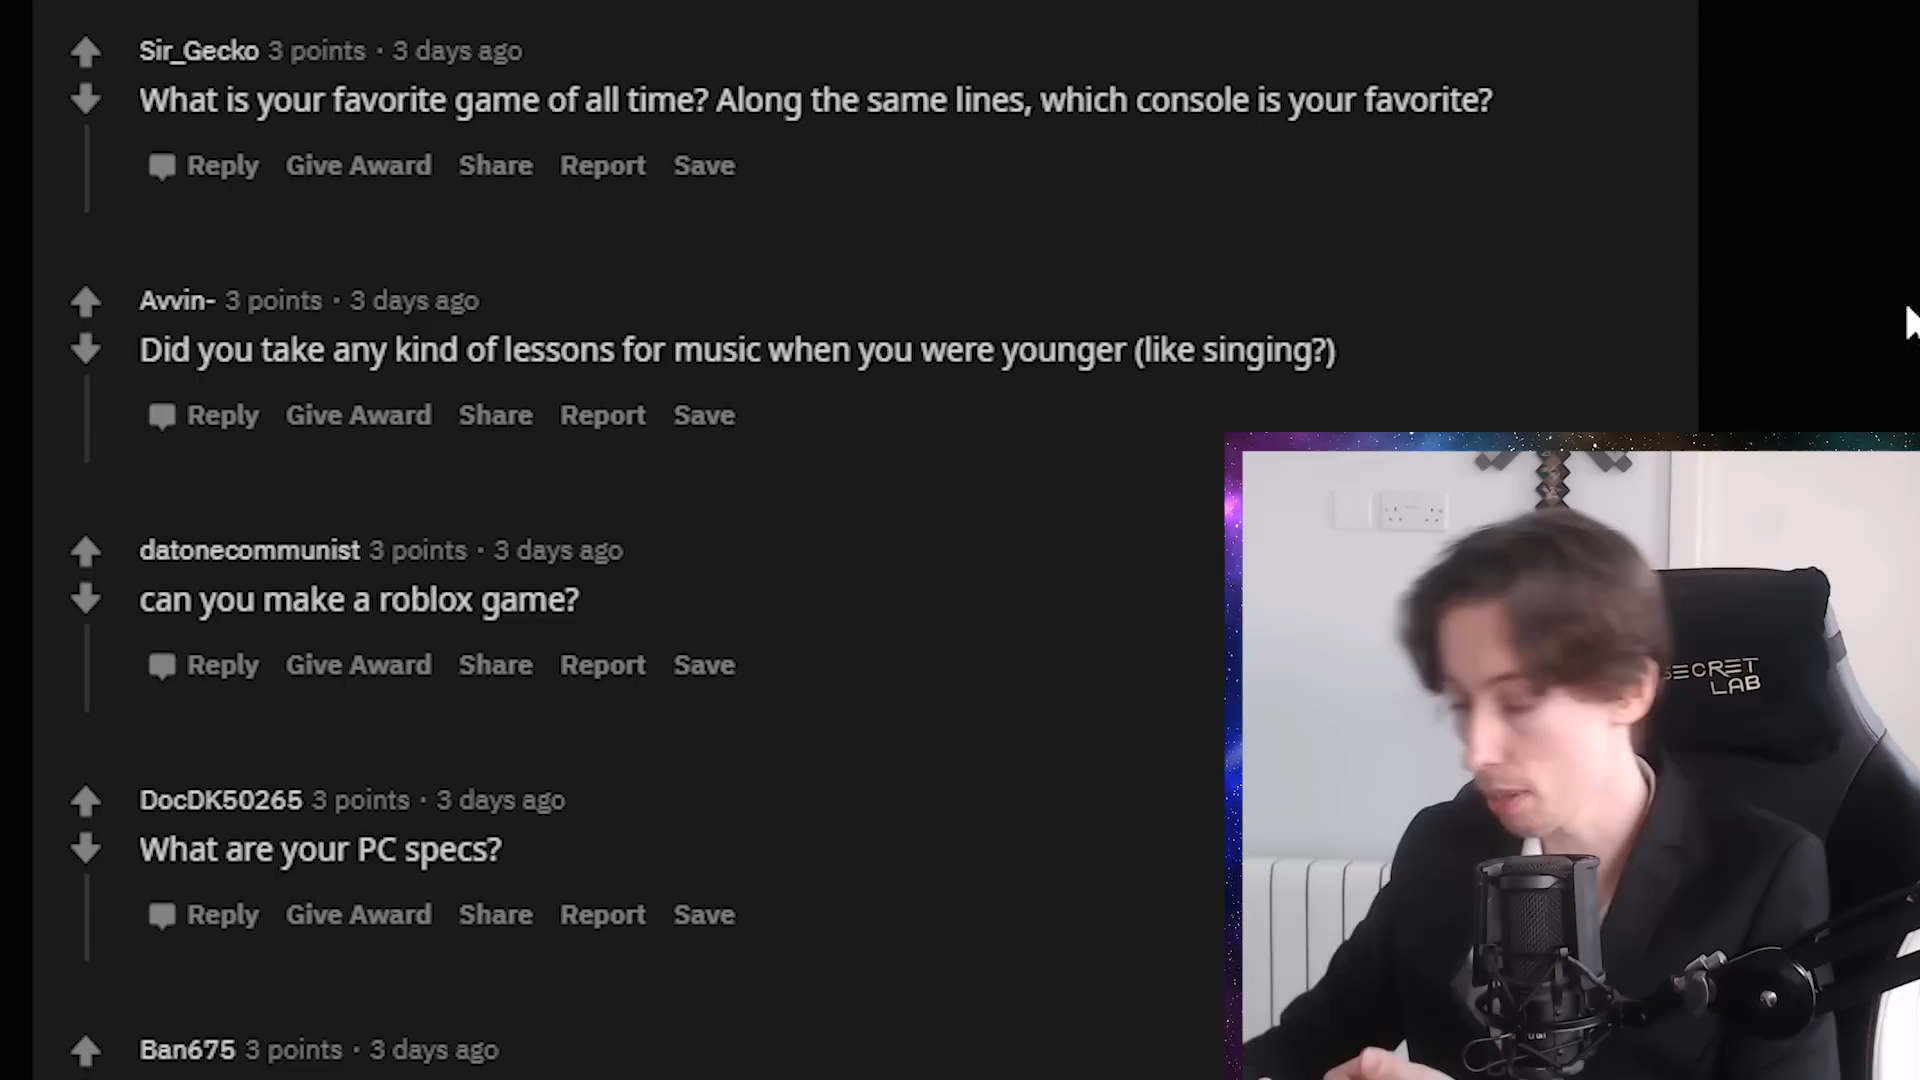 Sir_Gecko 3 points · 3 days ago
What is your favorite game of all time? Along the same lines, which console is your favorite?
Reply Give Award Share Report Save
Avvin- 3 points · 3 days ago
Did you take any kind of lessons for music when you were younger (like singing?)
Reply Give Award Share Report Save
datonecommunist 3 points · 3 days ago
can you make a roblox game?
Reply Give Award Share Report Save
SECRET
LAB
DocDK50265 3 points · 3 days ago
What are your PC specs?
Reply Give Award Share Report Save
Ban675 3 points · 3 days ago